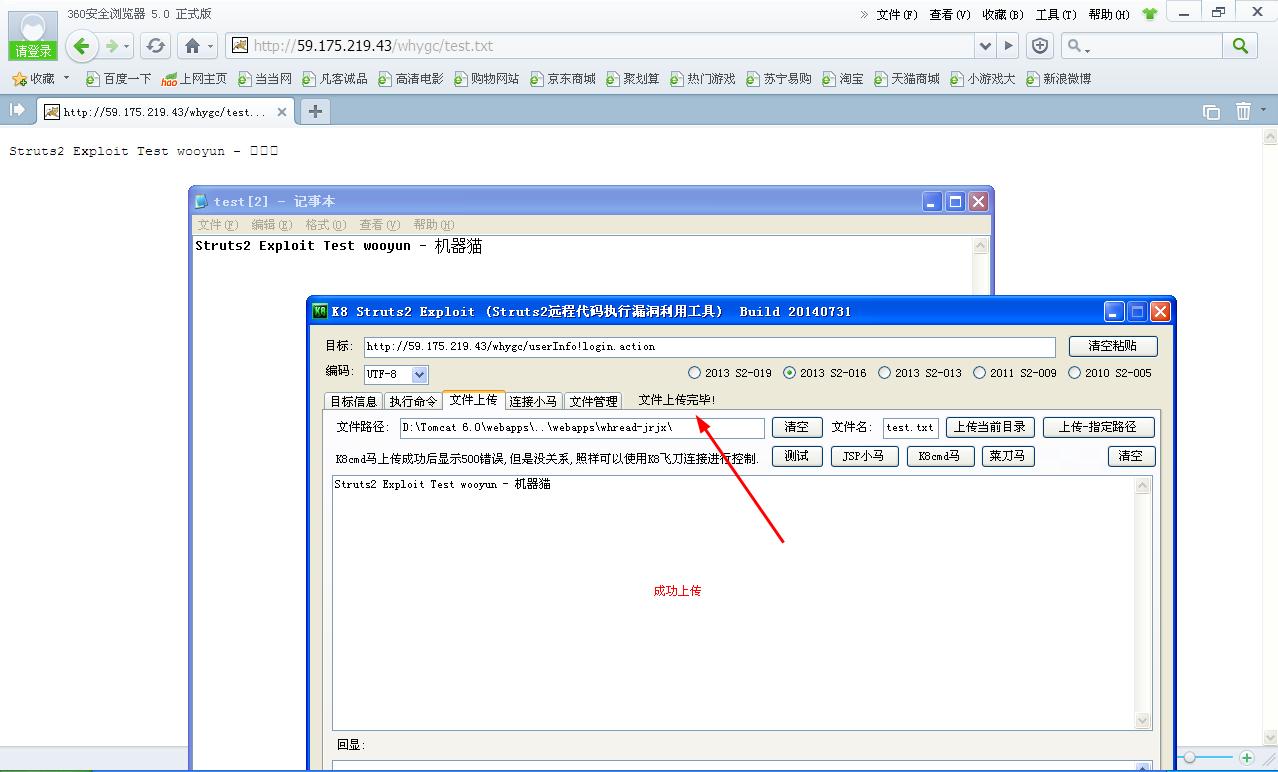 360安全浏览器 5.0 正式版
» 文件(F) 查看(V) 收藏(B) 工具(T) 帮助(H)
请登录
http://59.175.219.43/whygc/test.txt
收藏 百度一下 上网主页 当当网 凡客诚品 高清电影 购物网站 京东商城 聚划算 热门游戏 苏宁易购 淘宝 天猫商城 小游戏大 新浪微博
http://59.175.219.43/whygc/test...
Struts2 Exploit Test wooyun - □□□
test[2] - 记事本
文件(F) 编辑(E) 格式(O) 查看(V) 帮助(H)
Struts2 Exploit Test wooyun - 机器猫
K8 K8 Struts2 Exploit (Struts2远程代码执行漏洞利用工具) Build 20140731
目标: http://59.175.219.43/whygc/userInfo!login.action 清空粘贴
编码: UTF-8 2013 S2-019 2013 S2-016 2013 S2-013 2011 S2-009 2010 S2-005
目标信息 执行命令 文件上传 连接小马 文件管理 文件上传完毕!
文件路径: D:\Tomcat 6.0\webapps\..\webapps\whread-jrjx\ 清空 文件名: test.txt 上传当前目录 上传-指定路径
K8cmd马上传成功后显示500错误,但是没关系,照样可以使用K8飞刀连接进行控制. 测试 JSP小马 K8cmd马 菜刀马 清空
Struts2 Exploit Test wooyun - 机器猫
成功上传
回显: